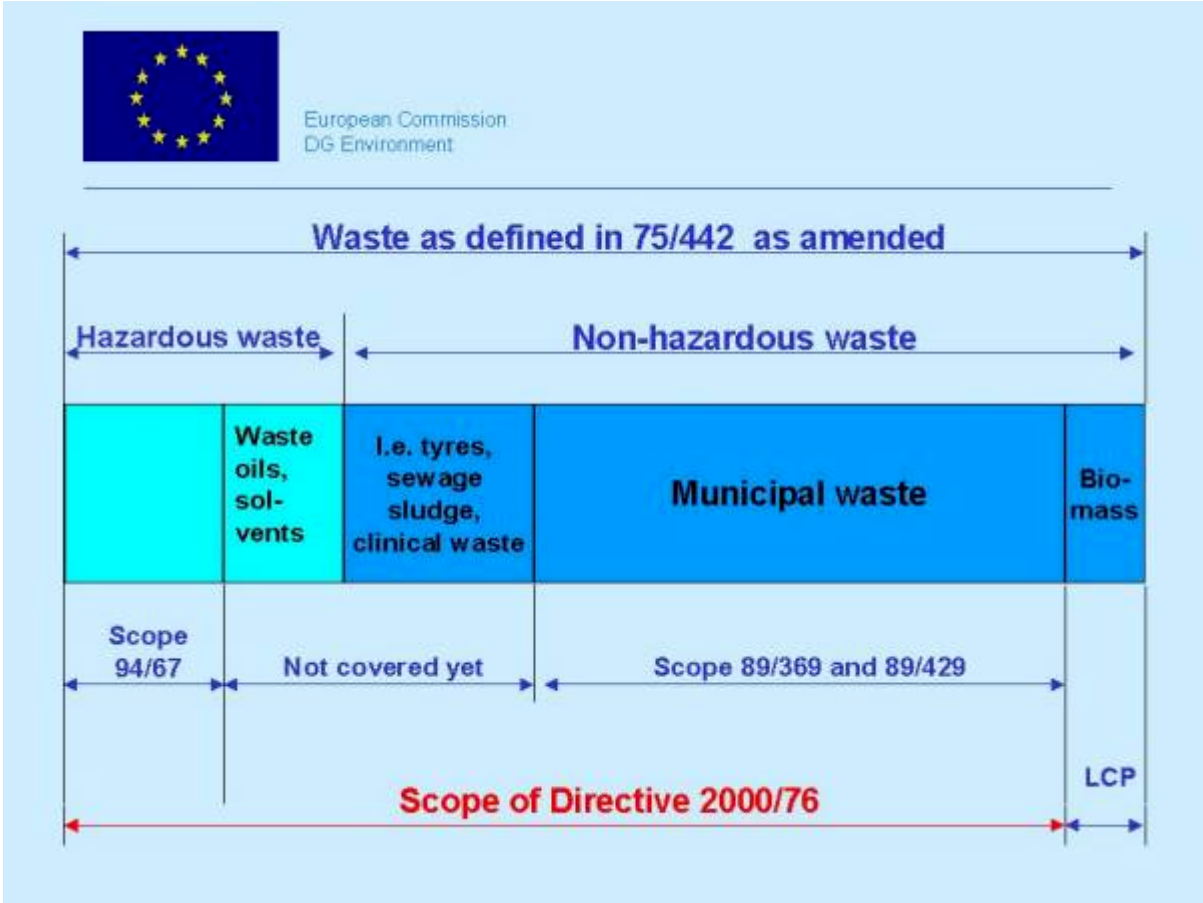 European Commission
DG Environment
Waste as defined in 75/442 as amended
Hazardous waste
Non-hazardous waste
Waste
oils,
sol-
vents
I.e. tyres,
sewage
sludge,
clinical waste
Municipal waste
Bio-
mass
Scope
94/67
Not covered yet
Scope 89/369 and 89/429
LCP
Scope of Directive 2000/76